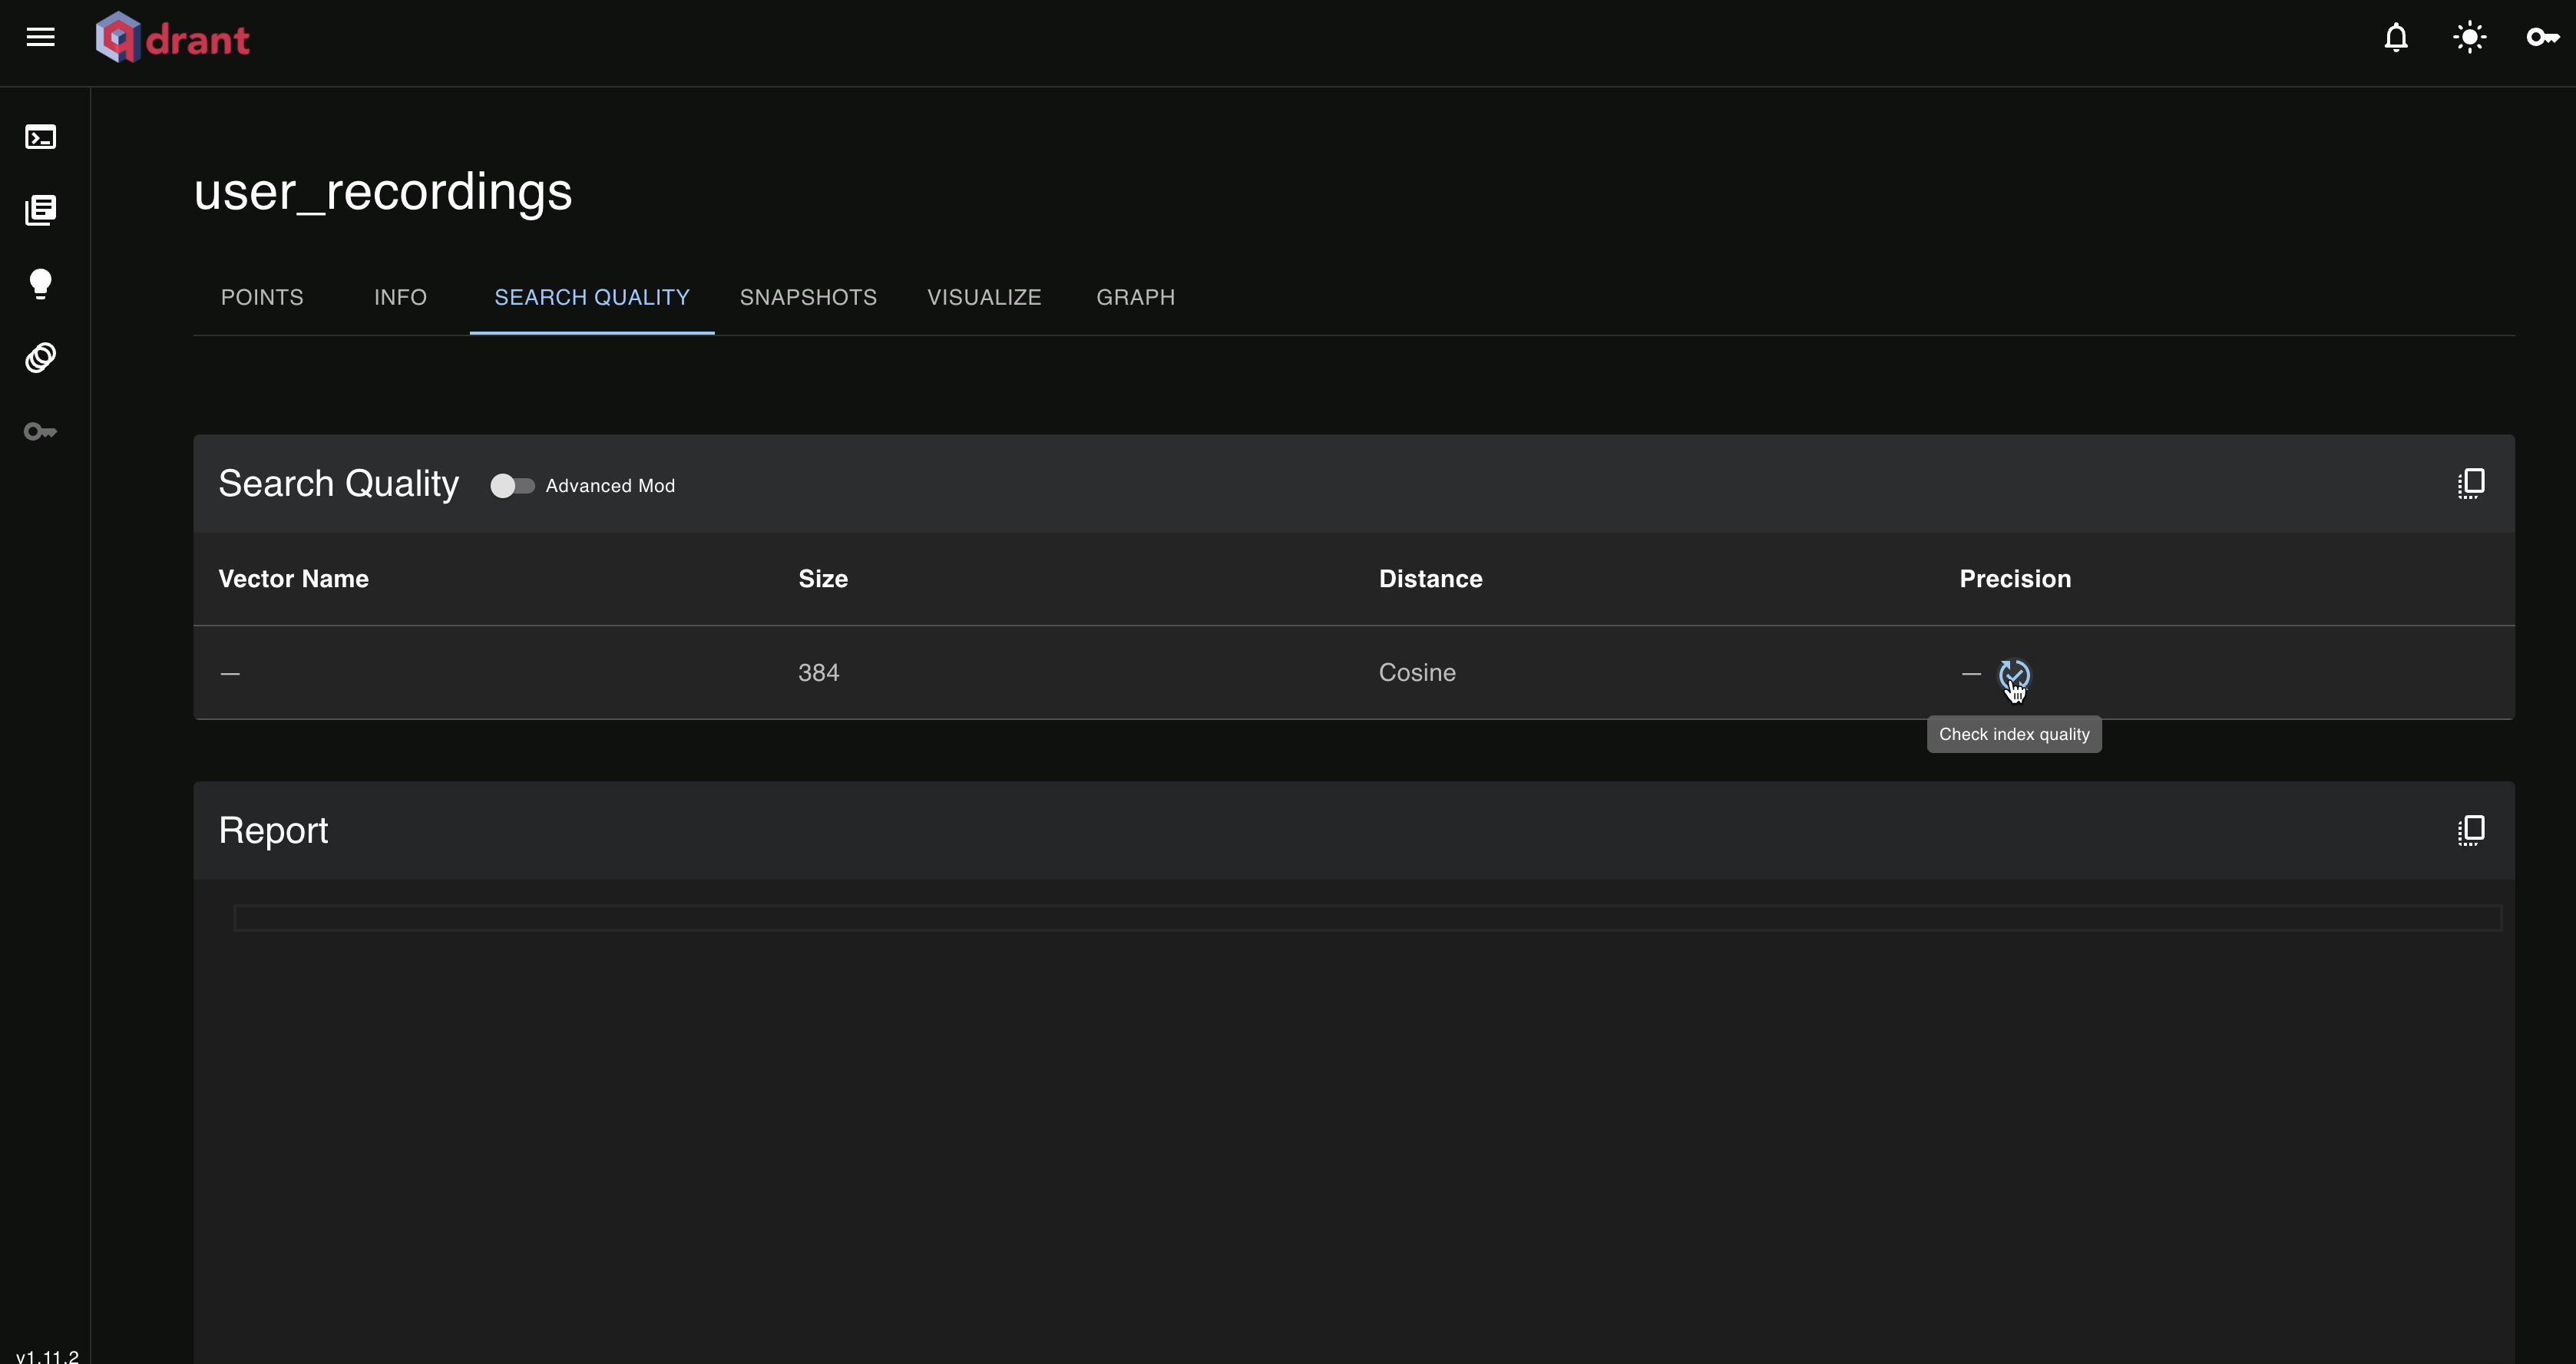 qdrant
user_recordings
POINTS INFO SEARCH QUALITY SNAPSHOTS VISUALIZE GRAPH
Search Quality Advanced Mod
Vector Name Size Distance Precision
— 384 Cosine —
Check index quality
Report
v1.11.2